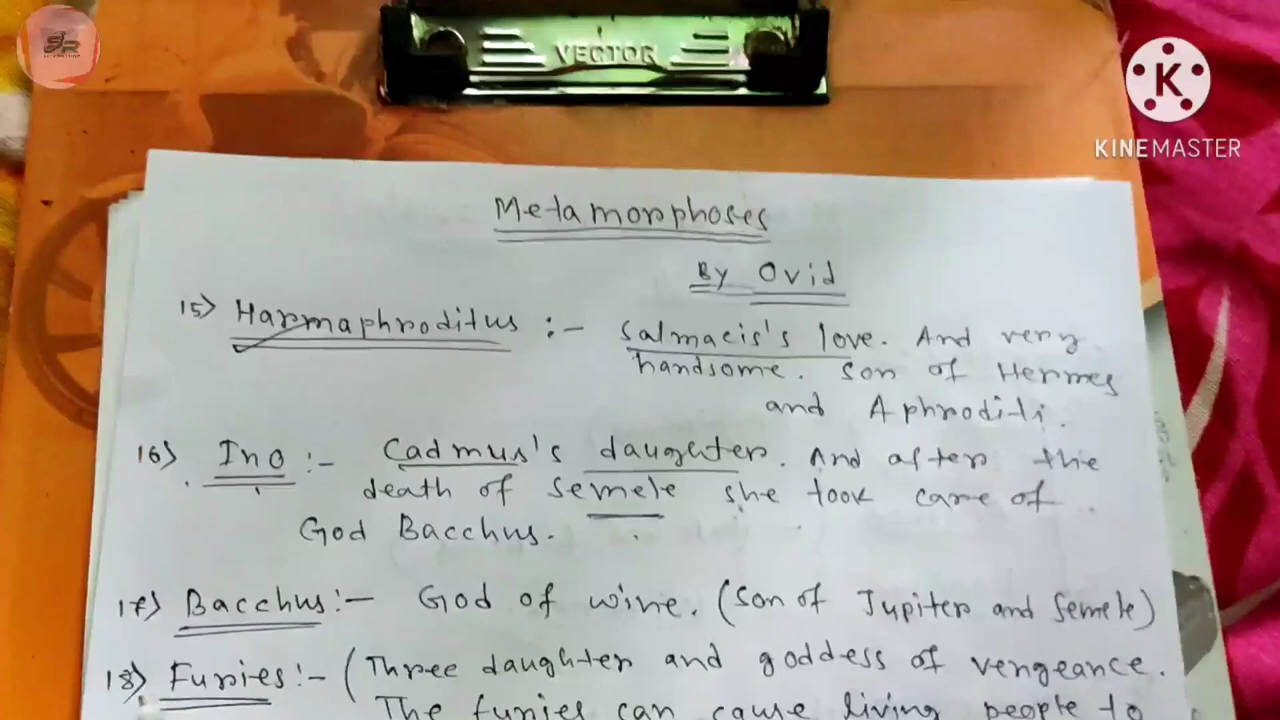 SR
VECTOR
K
KINEMASTER
Metamorphoses
By Ovid
15) Harmaphroditus :- Salmacis's love. And very
handsome. Son of Hermes
and Aphroditi.
16) Ino :- Cadmus's daughter. And after the
death of Semele she took care of
God Bacchus.
17) Bacchus :- God of wine. (Son of Jupiter and Semele)
18) Furies :- (Three daughter and goddess of vengeance.
The furies can cause living people to